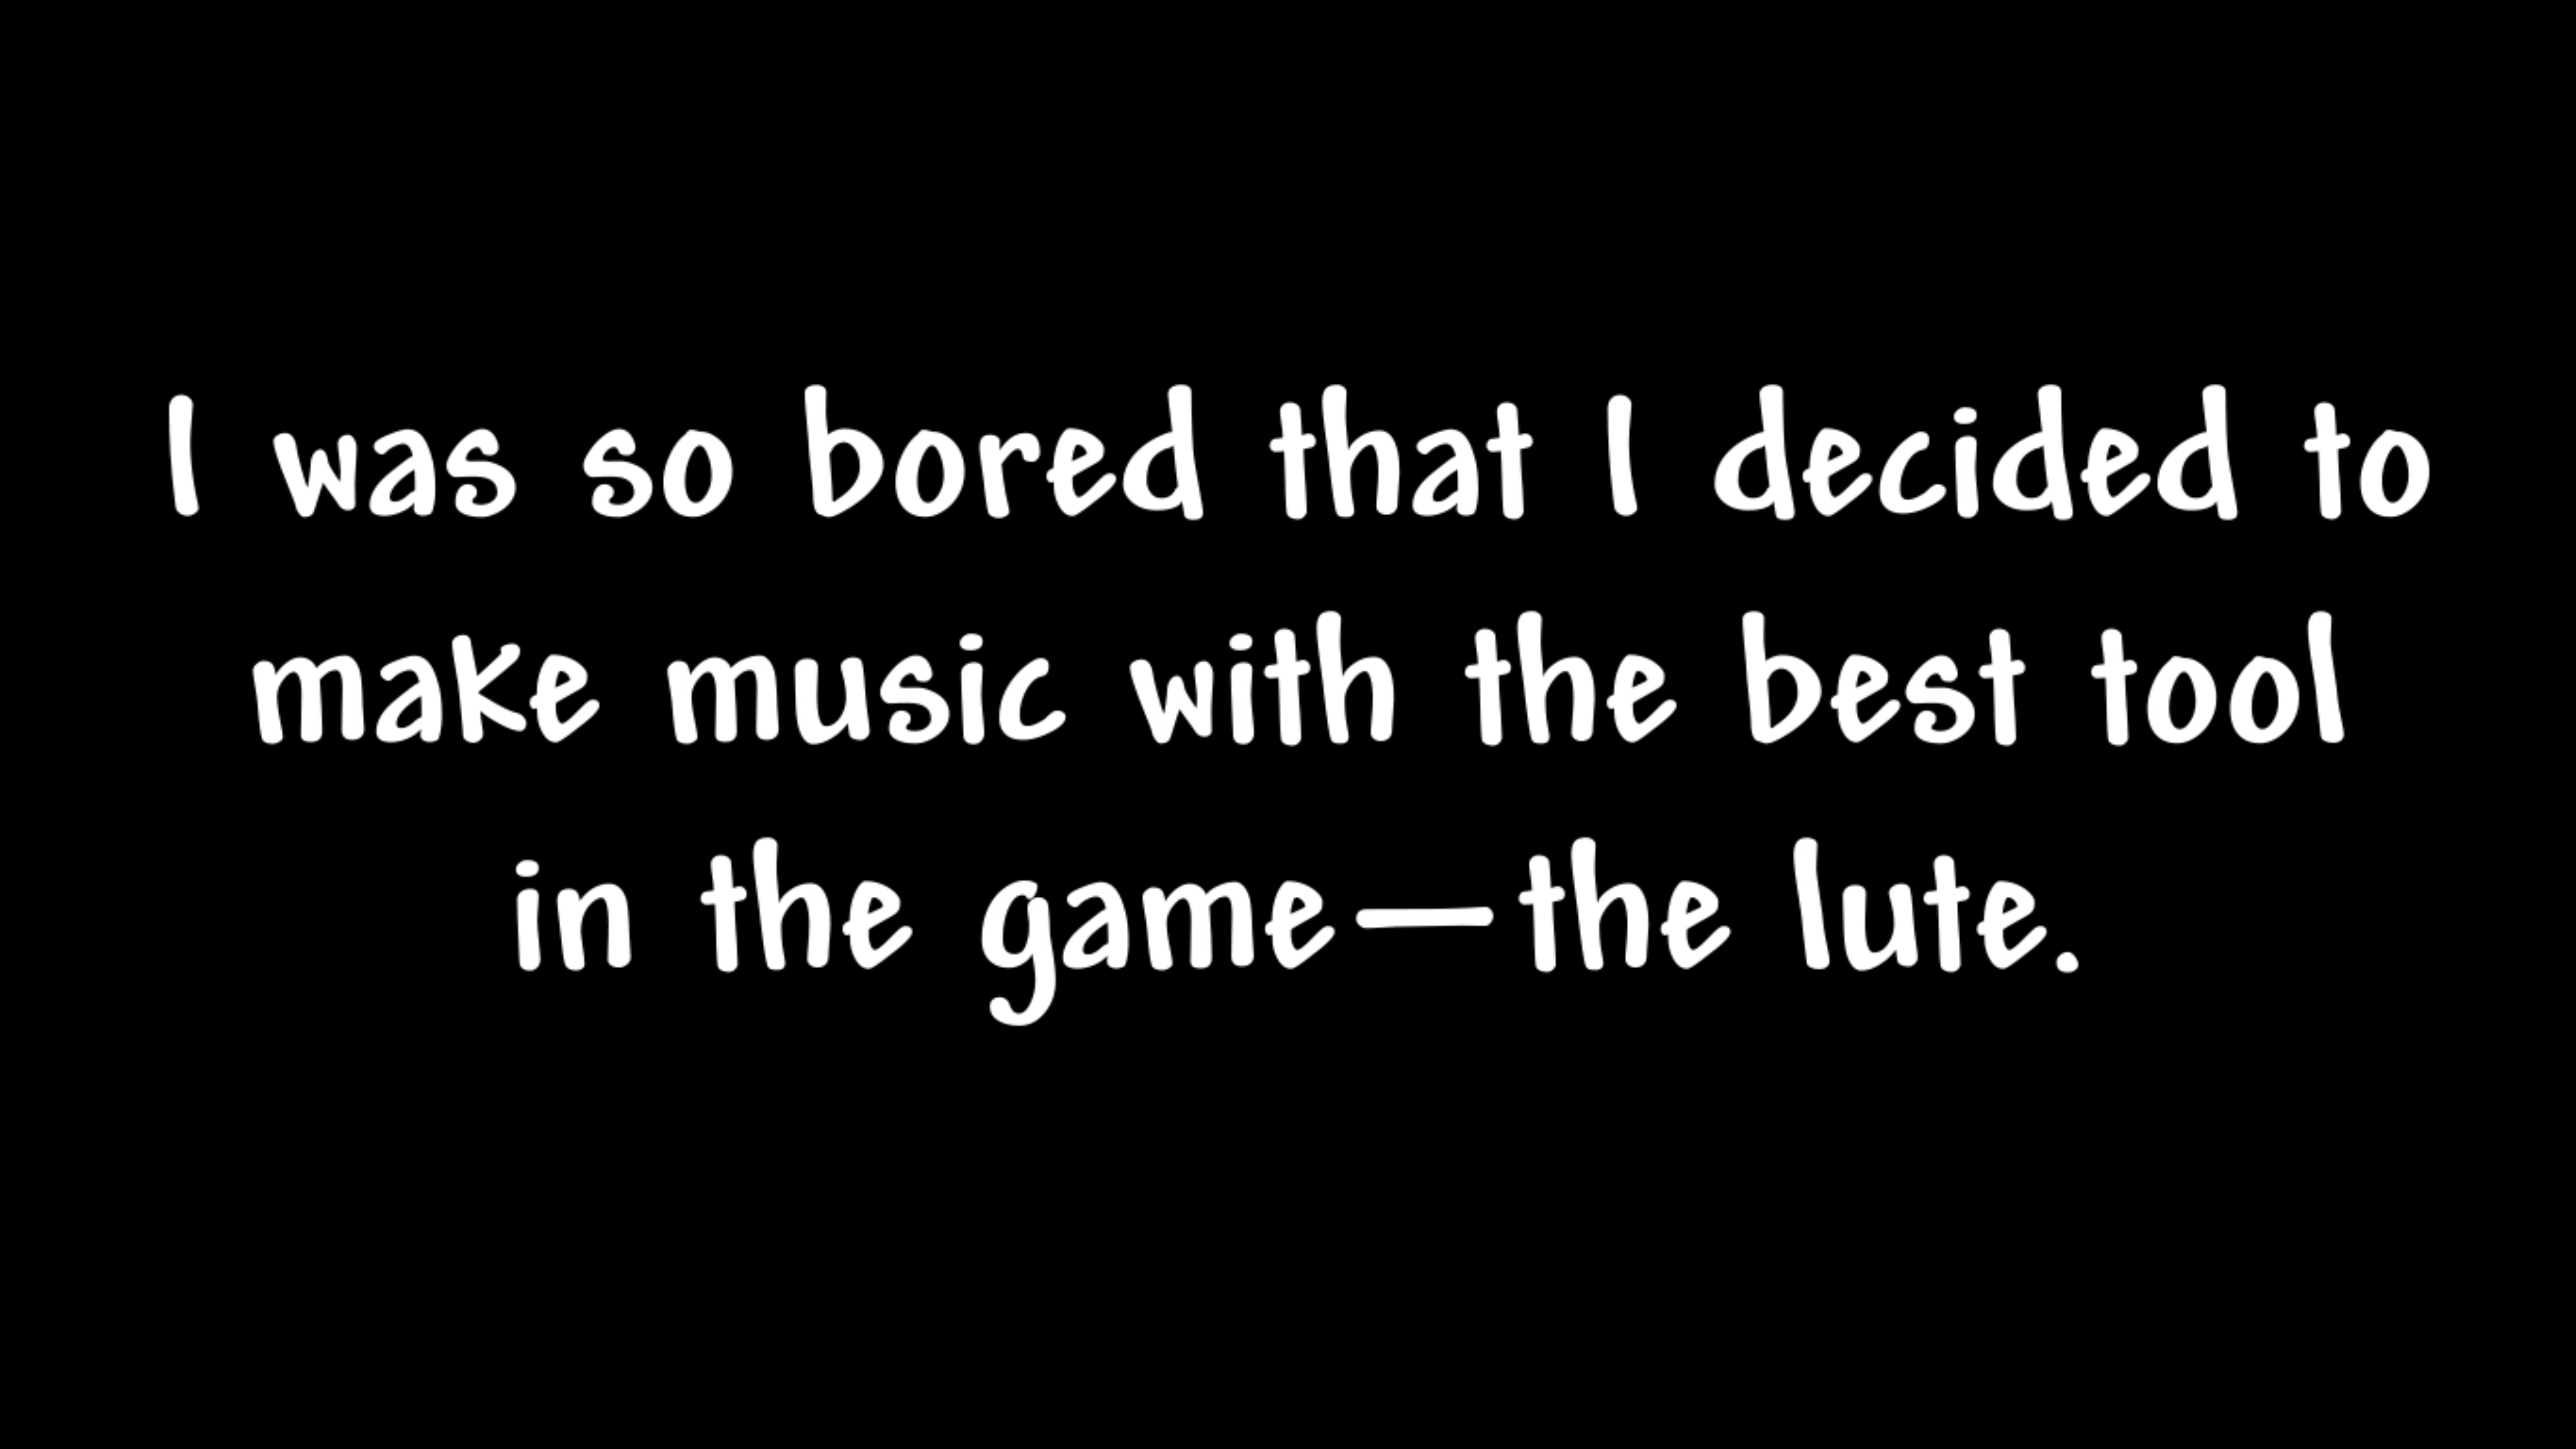 I was so bored that I decided to
make music with the best tool
in the game—the lute.